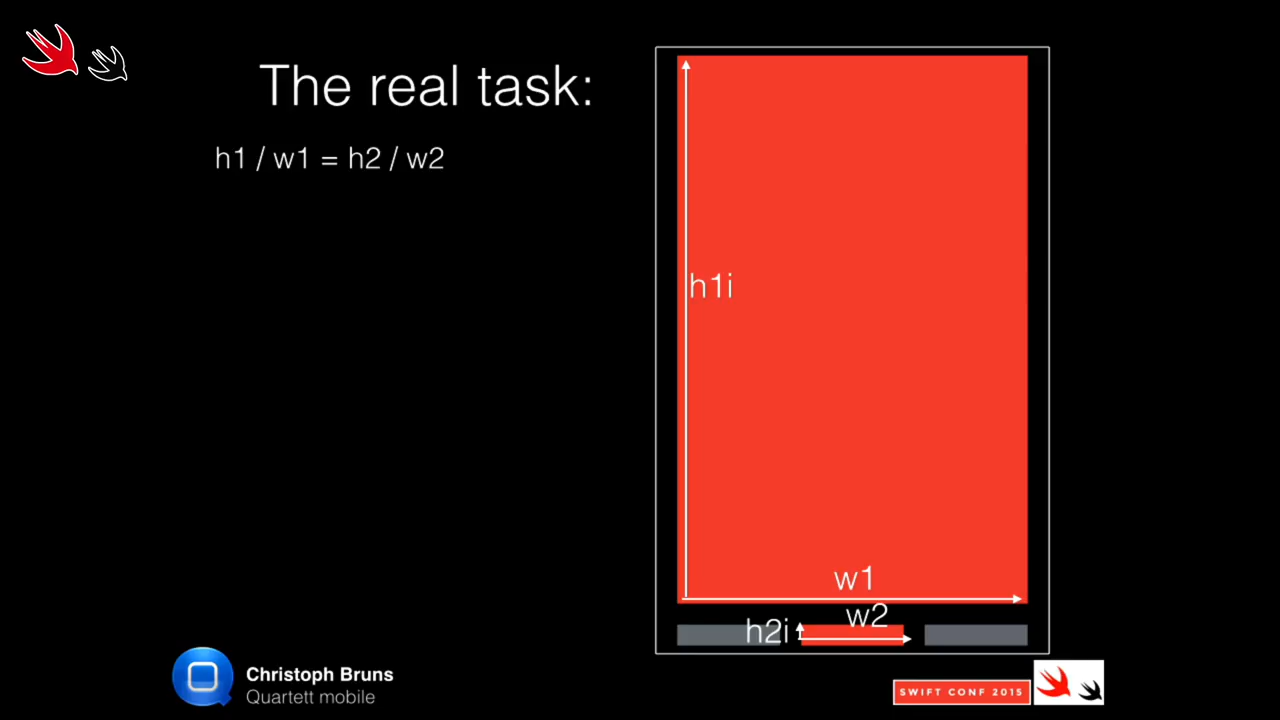 The real task:
h1 / w1 = h2 / w2
h1i
w1
w2
h2i
Christoph Bruns
Quartett mobile
SWIFT CONF 2015